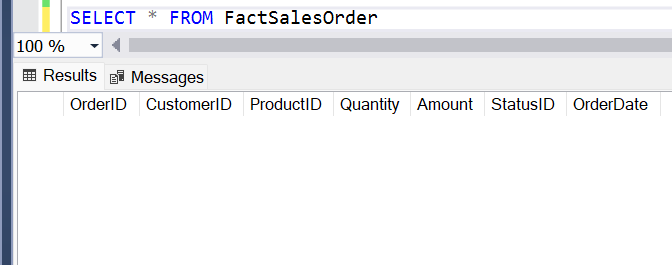 SELECT * FROM FactSalesOrder
100 %
Results Messages
OrderID CustomerID ProductID Quantity Amount StatusID OrderDate